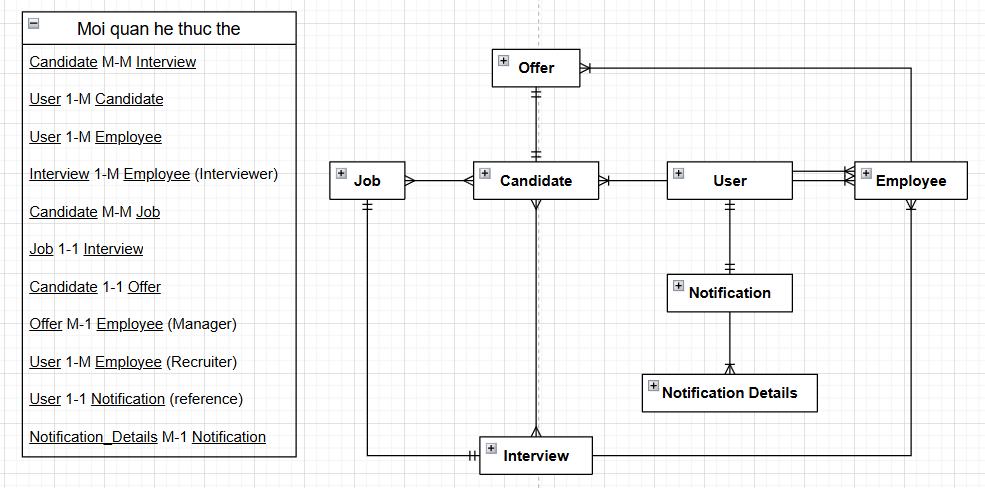 Moi quan he thuc the
Candidate M-M Interview
User 1-M Candidate
User 1-M Employee
Interview 1-M Employee (Interviewer)
Candidate M-M Job
Job 1-1 Interview
Candidate 1-1 Offer
Offer M-1 Employee (Manager)
User 1-M Employee (Recruiter)
User 1-1 Notification (reference)
Notification_Details M-1 Notification
Offer
Job
Candidate
User
Employee
Notification
Notification Details
Interview